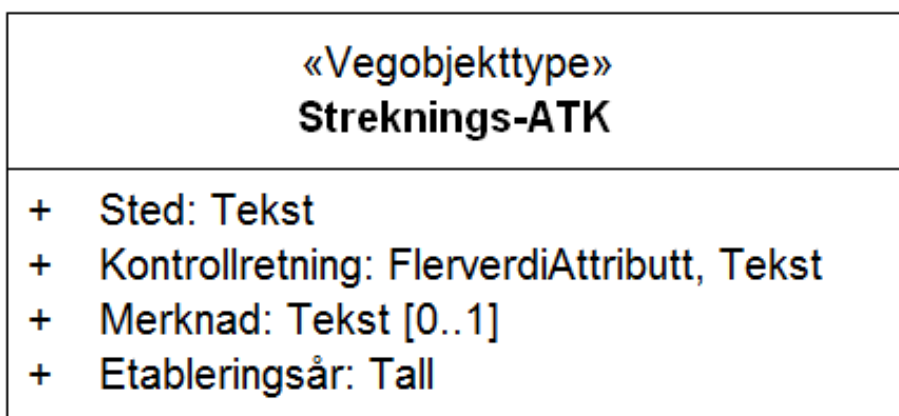 «Vegobjekttype»
Streknings-ATK
+ Sted: Tekst
+ Kontrollretning: FlerverdiAttributt, Tekst
+ Merknad: Tekst [0..1]
+ Etableringsår: Tall